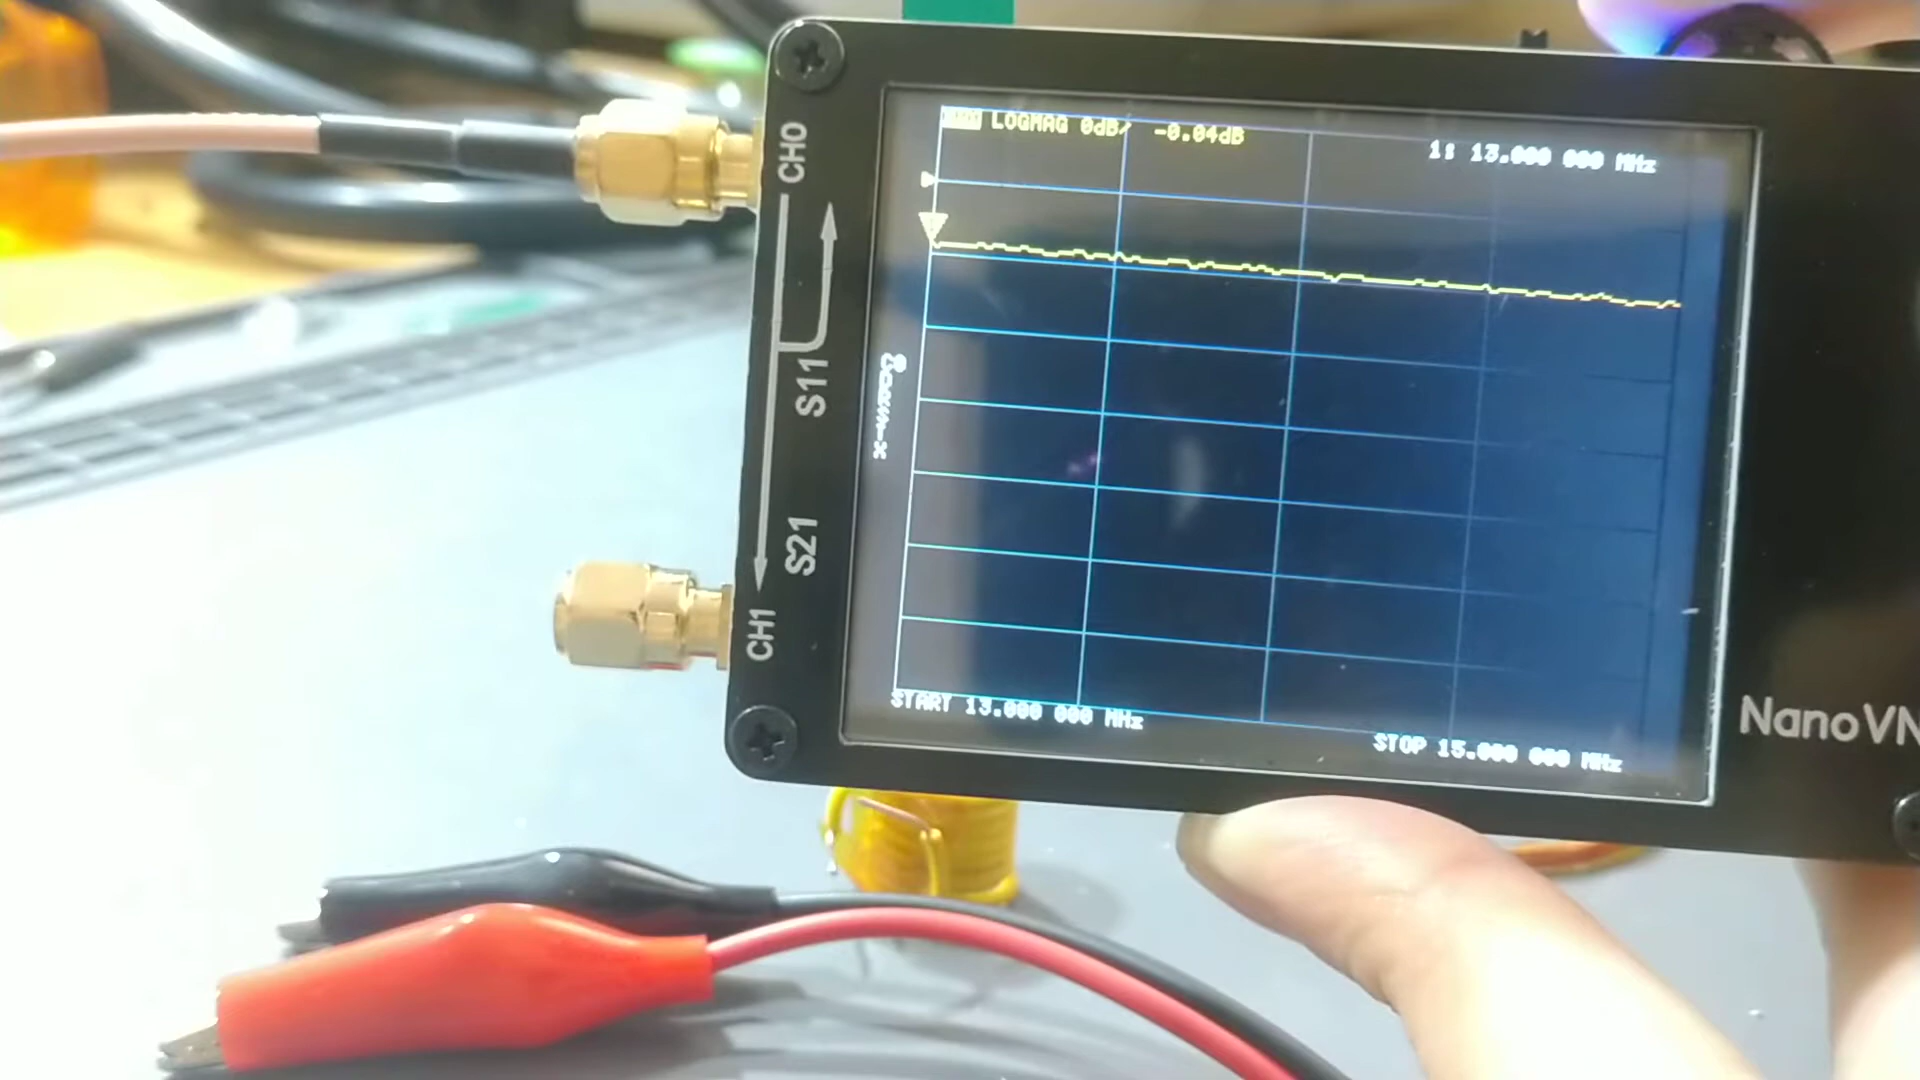 LOGMAG 0dB/ -0.04dB
1: 13.000 000 MHz
CH0
S11
S21
CH1
START 13.000 000 MHz
STOP 15.000 000 MHz
NanoVN